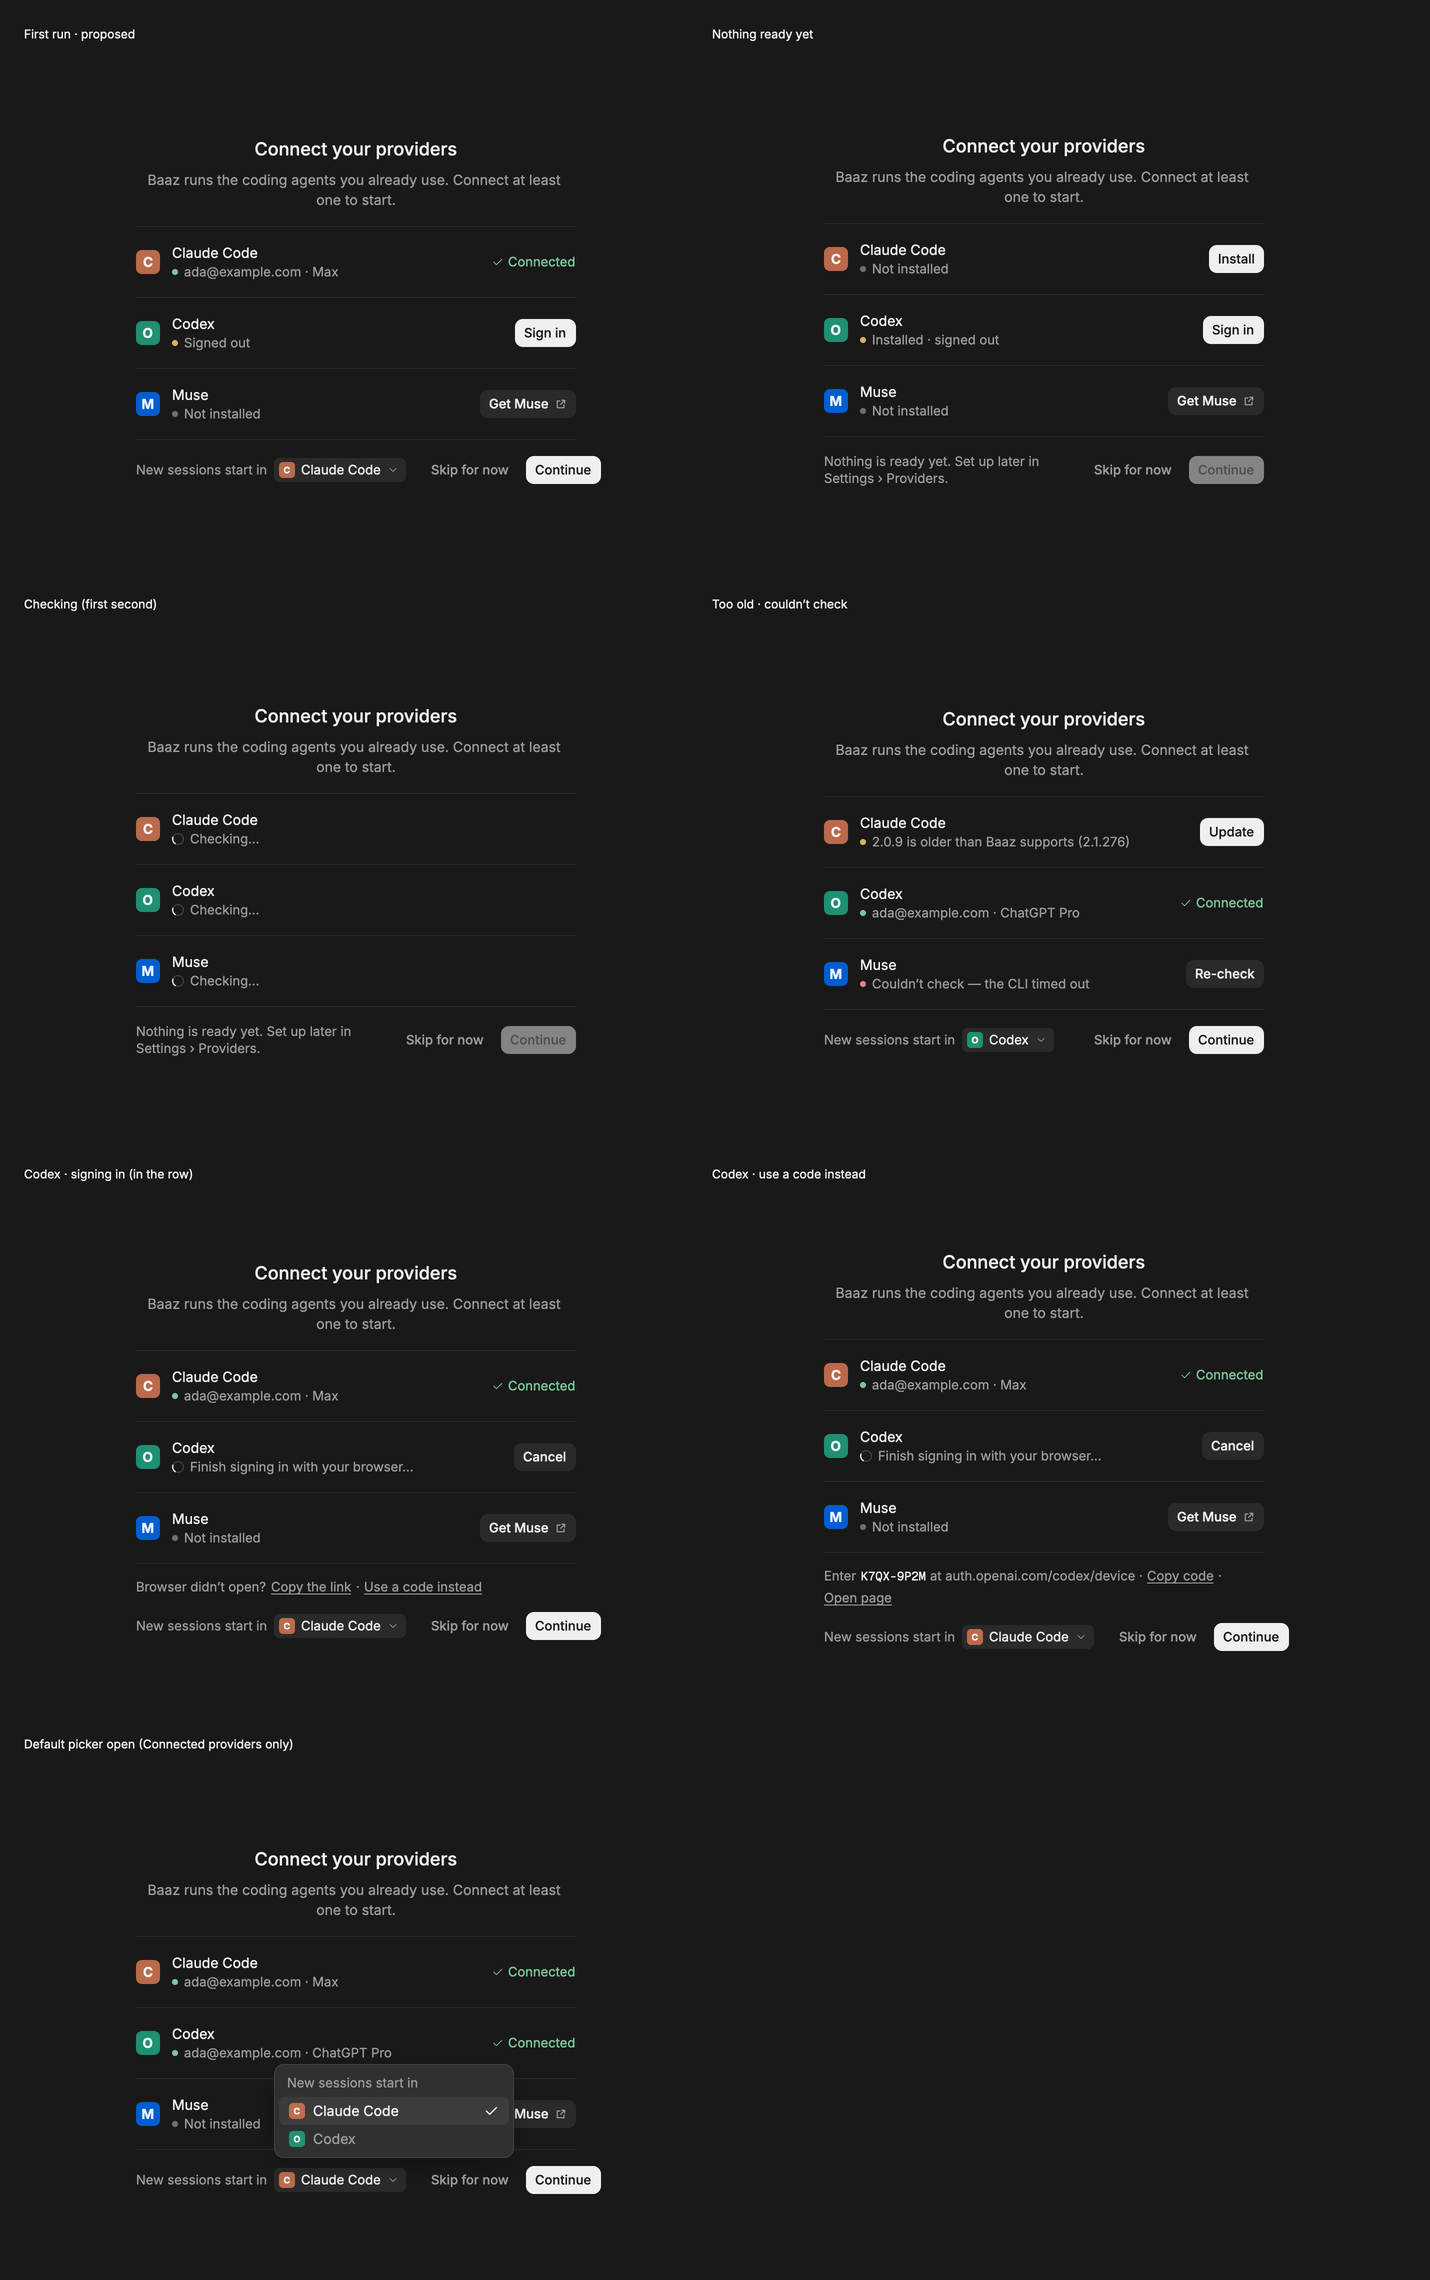 First run · proposed
Connect your providers
Baaz runs the coding agents you already use. Connect at least
one to start.
C
Claude Code
ada@example.com · Max
Connected
O
Codex
Signed out
Sign in
M
Muse
Not installed
Get Muse
New sessions start in
C Claude Code
Skip for now
Continue
Nothing ready yet
Connect your providers
Baaz runs the coding agents you already use. Connect at least
one to start.
C
Claude Code
Not installed
Install
O
Codex
Installed · signed out
Sign in
M
Muse
Not installed
Get Muse
Nothing is ready yet. Set up later in
Settings › Providers.
Skip for now
Continue
Checking (first second)
Connect your providers
Baaz runs the coding agents you already use. Connect at least
one to start.
C
Claude Code
Checking…
O
Codex
Checking…
M
Muse
Checking…
Nothing is ready yet. Set up later in
Settings › Providers.
Skip for now
Continue
Too old · couldn’t check
Connect your providers
Baaz runs the coding agents you already use. Connect at least
one to start.
C
Claude Code
2.0.9 is older than Baaz supports (2.1.276)
Update
O
Codex
ada@example.com · ChatGPT Pro
Connected
M
Muse
Couldn’t check — the CLI timed out
Re-check
New sessions start in
O Codex
Skip for now
Continue
Codex · signing in (in the row)
Connect your providers
Baaz runs the coding agents you already use. Connect at least
one to start.
C
Claude Code
ada@example.com · Max
Connected
O
Codex
Finish signing in with your browser…
Cancel
M
Muse
Not installed
Get Muse
Browser didn’t open? Copy the link · Use a code instead
New sessions start in
C Claude Code
Skip for now
Continue
Codex · use a code instead
Connect your providers
Baaz runs the coding agents you already use. Connect at least
one to start.
C
Claude Code
ada@example.com · Max
Connected
O
Codex
Finish signing in with your browser…
Cancel
M
Muse
Not installed
Get Muse
Enter K7QX-9P2M at auth.openai.com/codex/device · Copy code ·
Open page
New sessions start in
C Claude Code
Skip for now
Continue
Default picker open (Connected providers only)
Connect your providers
Baaz runs the coding agents you already use. Connect at least
one to start.
C
Claude Code
ada@example.com · Max
Connected
O
Codex
ada@example.com · ChatGPT Pro
Connected
M
Muse
Not installed
Muse
New sessions start in
C Claude Code
O Codex
New sessions start in
C Claude Code
Skip for now
Continue